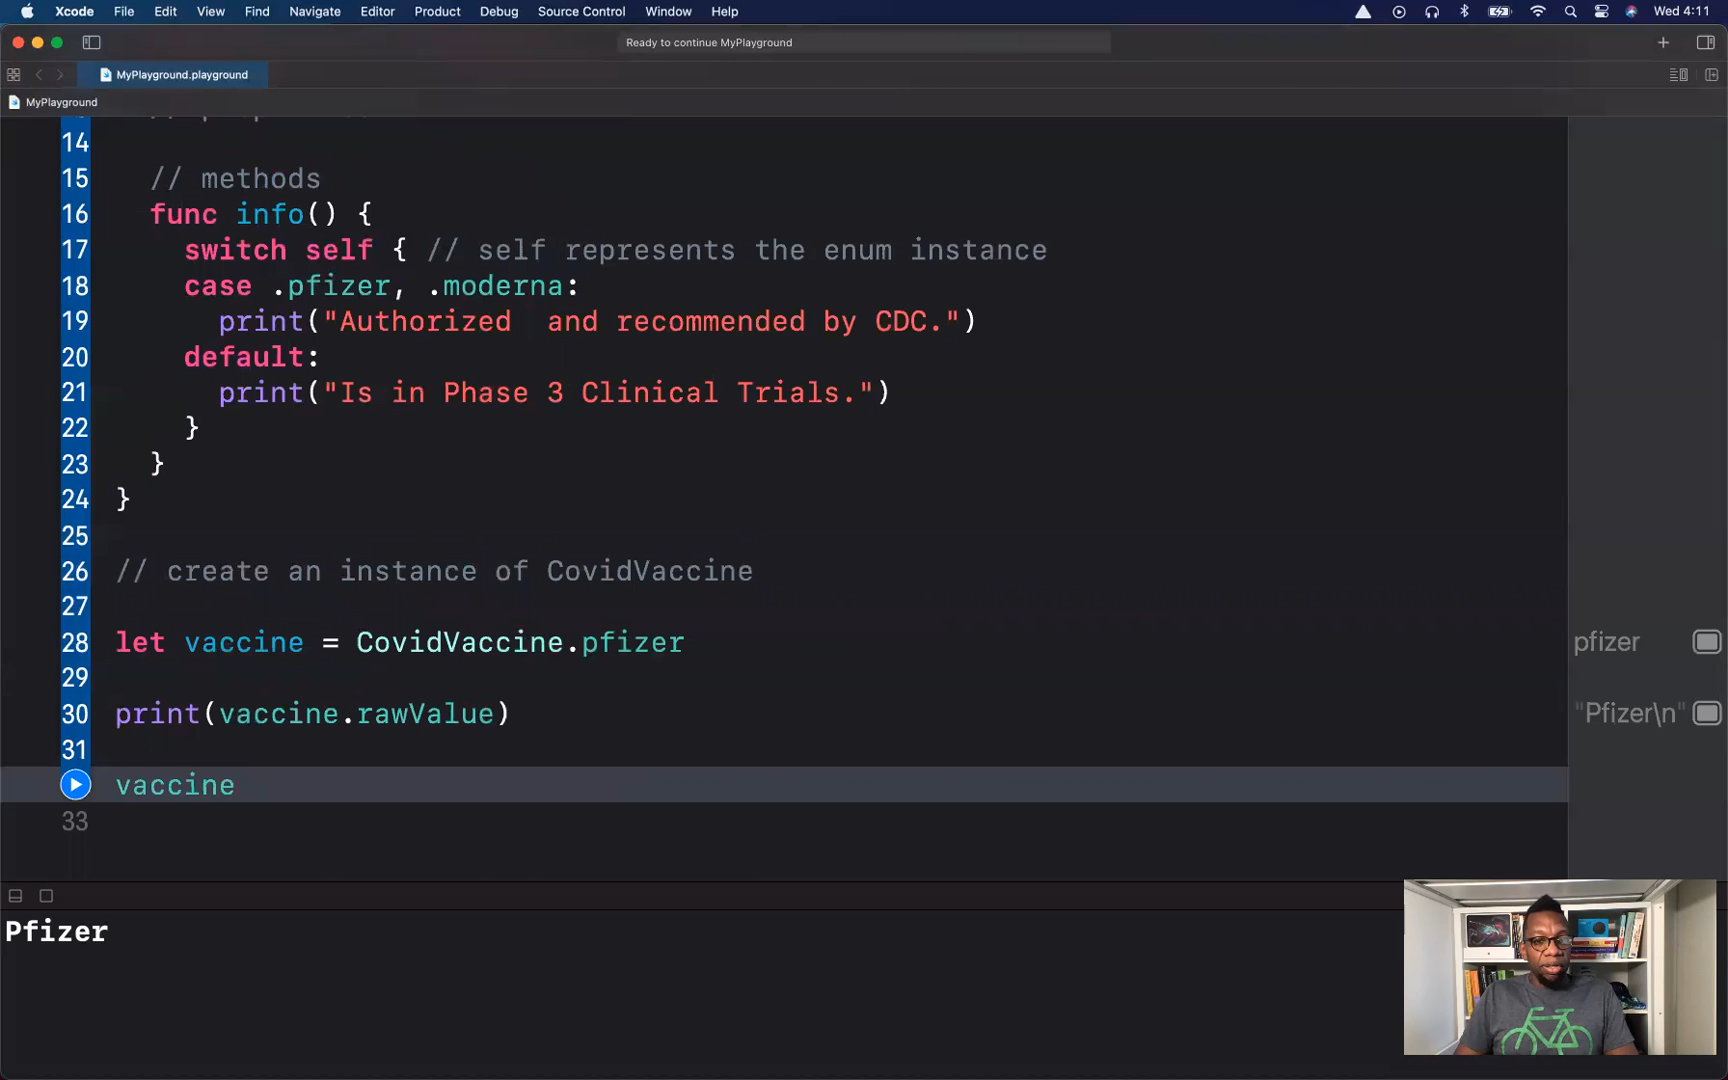 Xcode File Edit View Find Navigate Editor Product Debug Source Control Window Help Wed 4:11
Ready to continue MyPlayground
MyPlayground.playground
MyPlayground
14
15 // methods
16 func info() {
17 switch self { // self represents the enum instance
18 case .pfizer, .moderna:
19 print("Authorized  and recommended by CDC.")
20 default:
21 print("Is in Phase 3 Clinical Trials.")
22 }
23 }
24 }
25
26 // create an instance of CovidVaccine
27
28 let vaccine = CovidVaccine.pfizer pfizer
29
30 print(vaccine.rawValue) "Pfizer\n"
31
vaccine
33
Pfizer